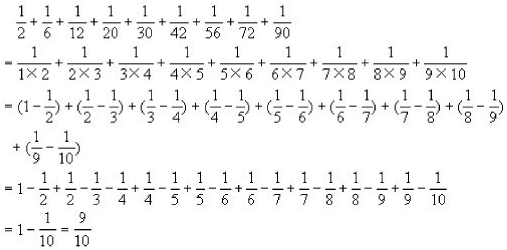 1/2 + 1/6 + 1/12 + 1/20 + 1/30 + 1/42 + 1/56 + 1/72 + 1/90
= 1/(1×2) + 1/(2×3) + 1/(3×4) + 1/(4×5) + 1/(5×6) + 1/(6×7) + 1/(7×8) + 1/(8×9) + 1/(9×10)
= (1 − 1/2) + (1/2 − 1/3) + (1/3 − 1/4) + (1/4 − 1/5) + (1/5 − 1/6) + (1/6 − 1/7) + (1/7 − 1/8) + (1/8 − 1/9)
+ (1/9 − 1/10)
= 1 − 1/2 + 1/2 − 1/3 − 1/4 + 1/4 − 1/5 + 1/5 − 1/6 + 1/6 − 1/7 + 1/7 − 1/8 + 1/8 − 1/9 + 1/9 − 1/10
= 1 − 1/10 = 9/10